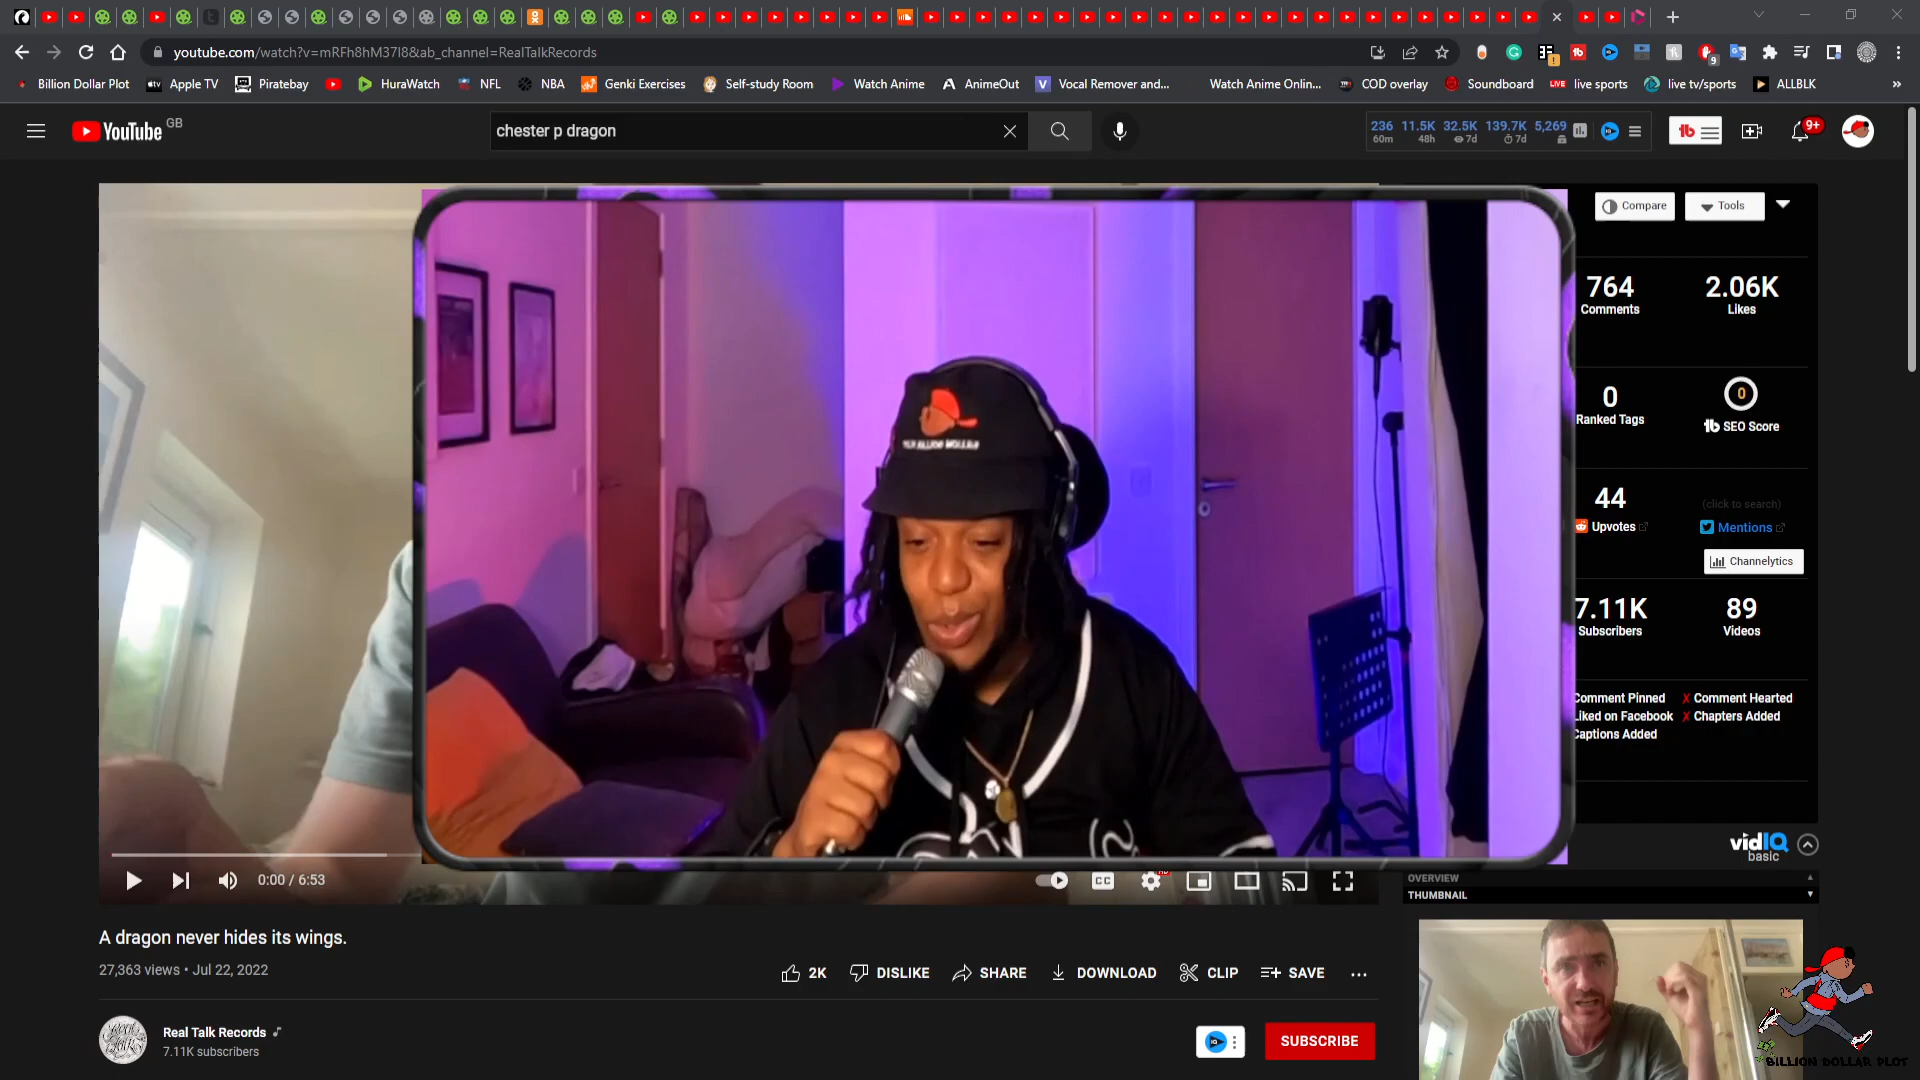 youtube.com/watch?v=mRFh8hM37I8&ab_channel=RealTalkRecords
Billion Dollar Plot
Apple TV
Piratebay
HuraWatch
NFL
NBA
Genki Exercises
Self-study Room
Watch Anime
AnimeOut
Vocal Remover and...
Watch Anime Onlin...
COD overlay
Soundboard
LIVE live sports
live tv/sports
ALLBLK
»
YouTube GB
chester p dragon
236 11.5K 32.5K 139.7K 5,269
60m 48h 7d 7d
9+
Compare
Tools
764 2.06K
Comments Likes
0 0
Ranked Tags SEO Score
44 (click to search)
Upvotes Mentions
Channelytics
7.11K 89
Subscribers Videos
Comment Pinned X Comment Hearted
Liked on Facebook X Chapters Added
Captions Added
vidIQ
basic
0:00 / 6:53
CC
HD
OVERVIEW
THUMBNAIL
A dragon never hides its wings.
27,363 views • Jul 22, 2022
2K DISLIKE SHARE DOWNLOAD CLIP SAVE ...
Real Talk Records
7.11K subscribers
SUBSCRIBE
BILLION DOLLAR PLOT